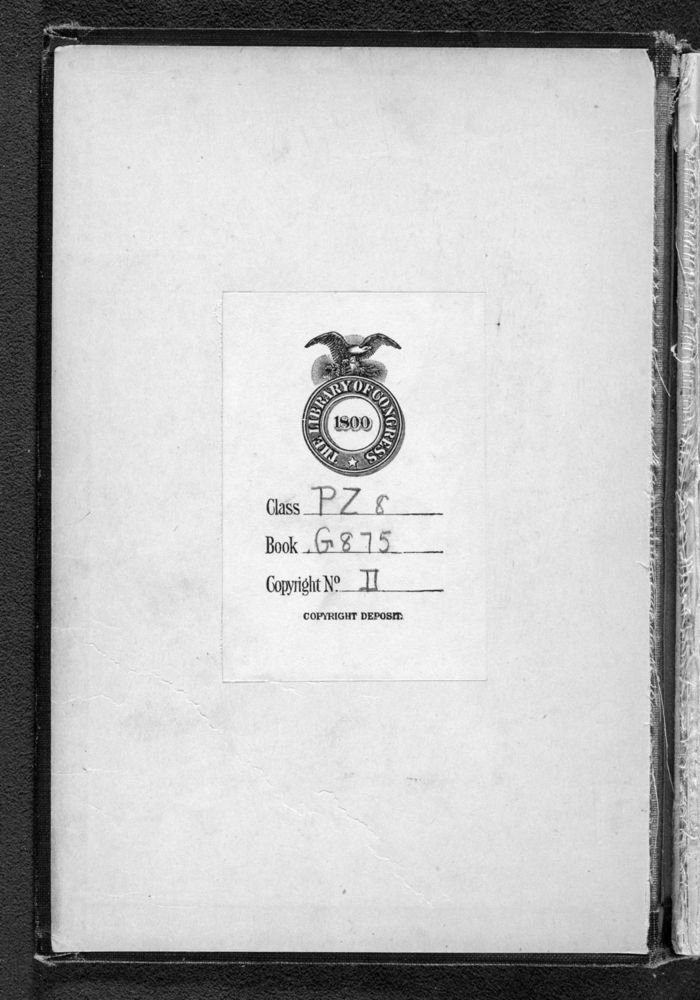 THE LIBRARY OF CONGRESS
1800
Class PZ 8
Book .G875
Copyright Nº. II
COPYRIGHT DEPOSIT.